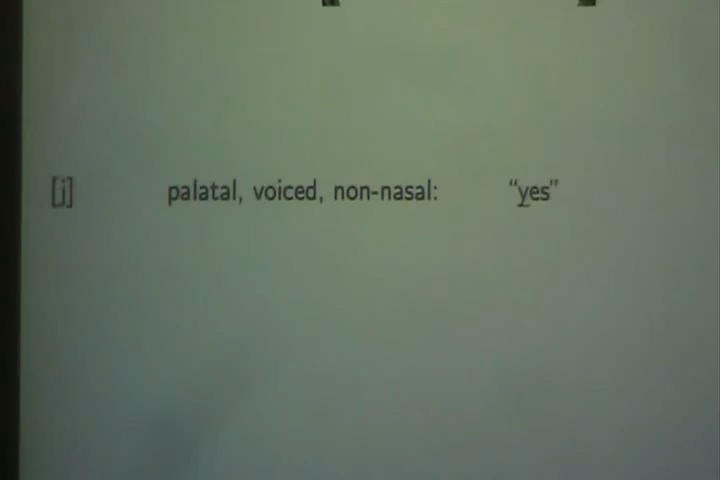 [j] palatal, voiced, non-nasal: “yes”